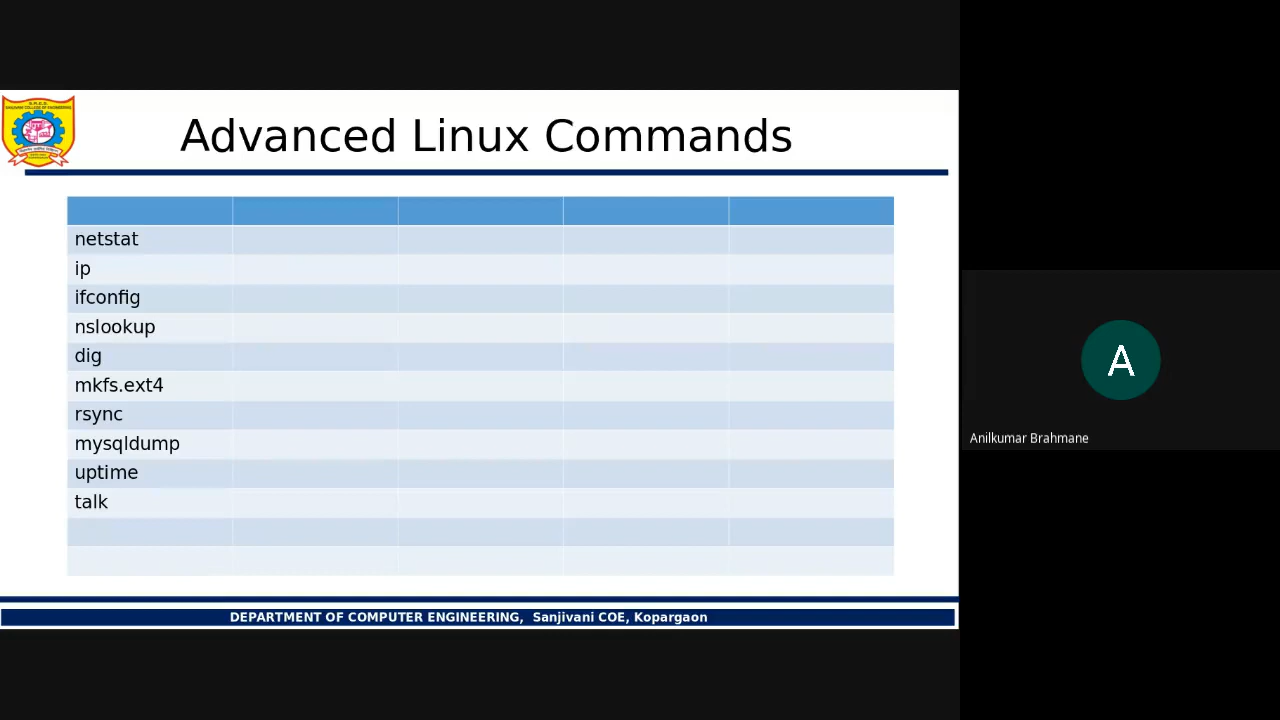 Advanced Linux Commands
netstat
ip
ifconfig
nslookup
dig
mkfs.ext4
rsync
mysqldump
uptime
talk
DEPARTMENT OF COMPUTER ENGINEERING, Sanjivani COE, Kopargaon
A
Anilkumar Brahmane